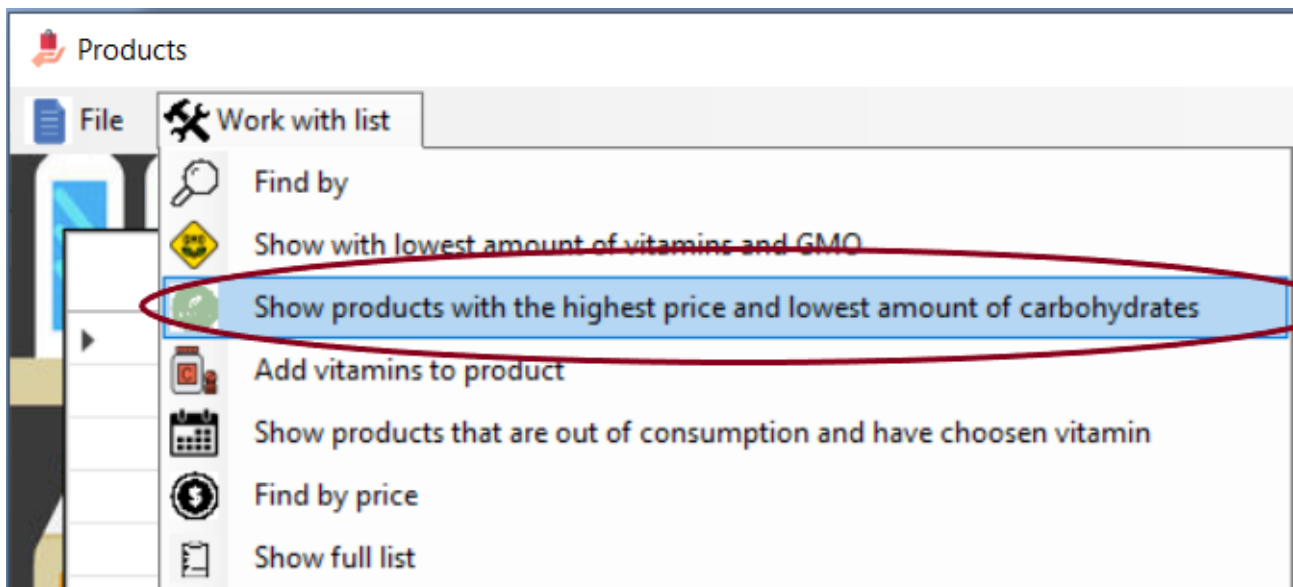 Products
File
Work with list
Find by
Show with lowest amount of vitamins and GMO
Show products with the highest price and lowest amount of carbohydrates
Add vitamins to product
Show products that are out of consumption and have choosen vitamin
Find by price
Show full list